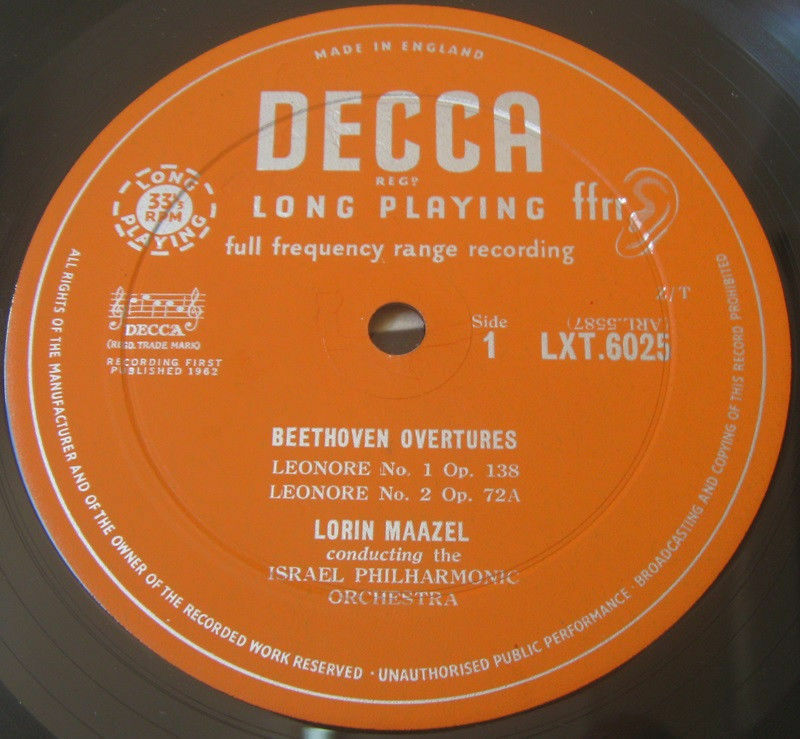 MADE IN ENGLAND
DECCA
REGD
LONG PLAYING ffrr
full frequency range recording
LONG
33⅓
RPM
PLAYING
DECCA
(REGD. TRADE MARK)
RECORDING FIRST
PUBLISHED 1962
J/Z
(ARL.5587)
Side
1
LXT.6025
BEETHOVEN OVERTURES
LEONORE No. 1 Op. 138
LEONORE No. 2 Op. 72A
LORIN MAAZEL
conducting the
ISRAEL PHILHARMONIC
ORCHESTRA
ALL RIGHTS OF THE MANUFACTURER AND OF THE OWNER OF THE RECORDED WORK RESERVED · UNAUTHORISED PUBLIC PERFORMANCE · BROADCASTING AND COPYING OF THIS RECORD PROHIBITED